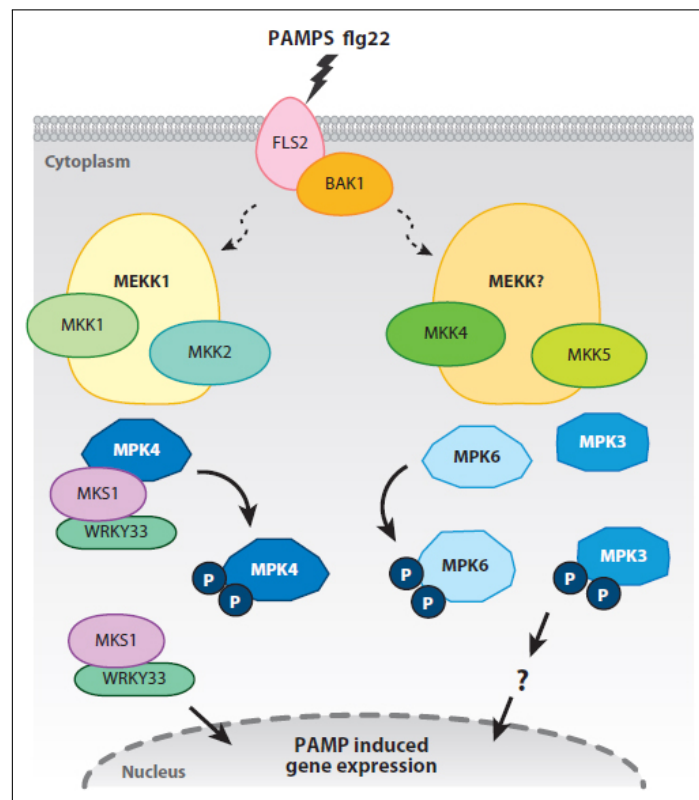 PAMPS flg22
FLS2
BAK1
Cytoplasm
MEKK1
MKK1
MKK2
MEKK?
MKK4
MKK5
MPK4
MKS1
WRKY33
MPK6
MPK3
P
P
MPK4
P
P
MPK6
P
P
MPK3
MKS1
WRKY33
?
PAMP induced
gene expression
Nucleus